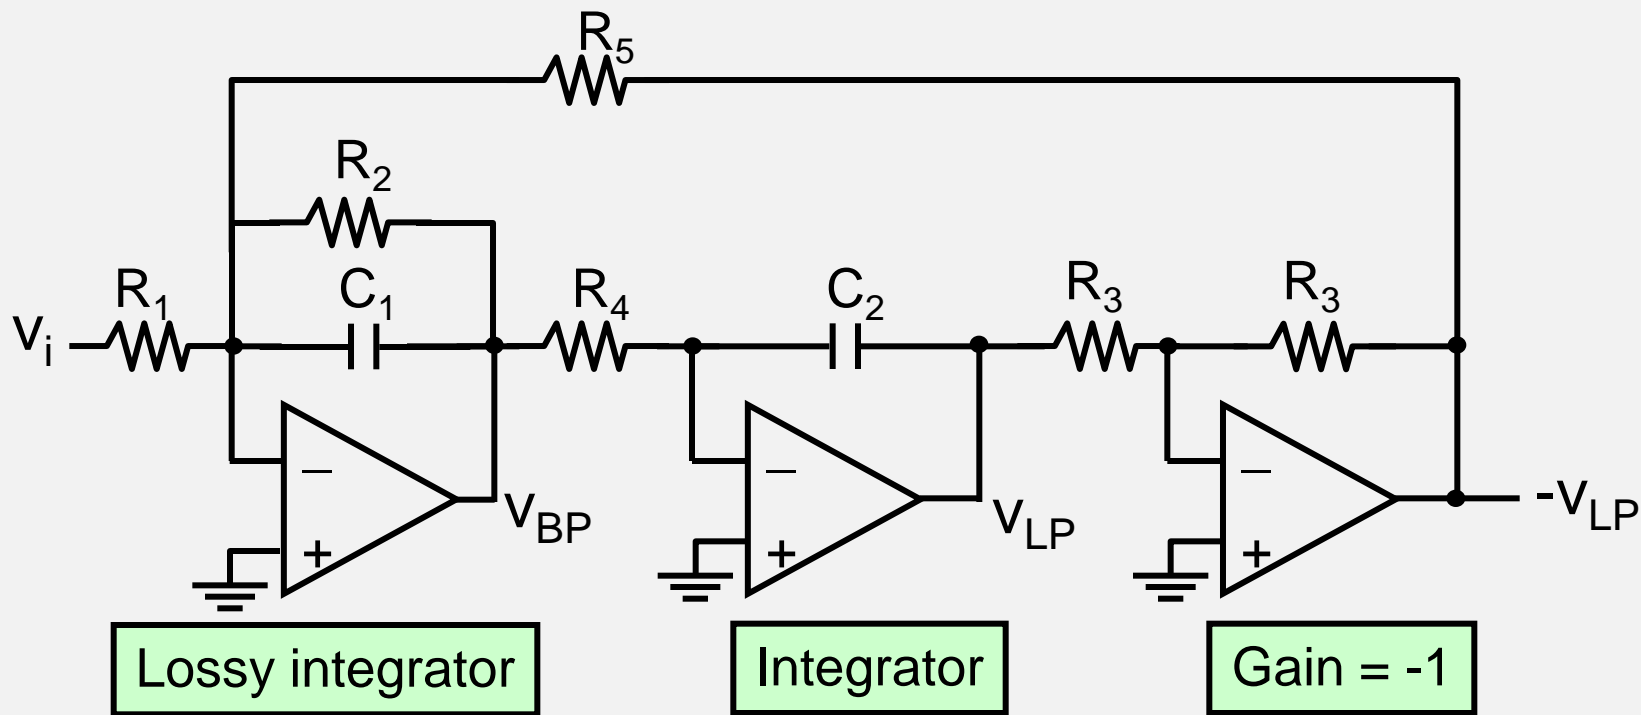 R5
R2
R1
C1
R4
C2
R3
R3
vi
–
+
vBP
–
+
vLP
–
+
-vLP
Lossy integrator
Integrator
Gain = -1